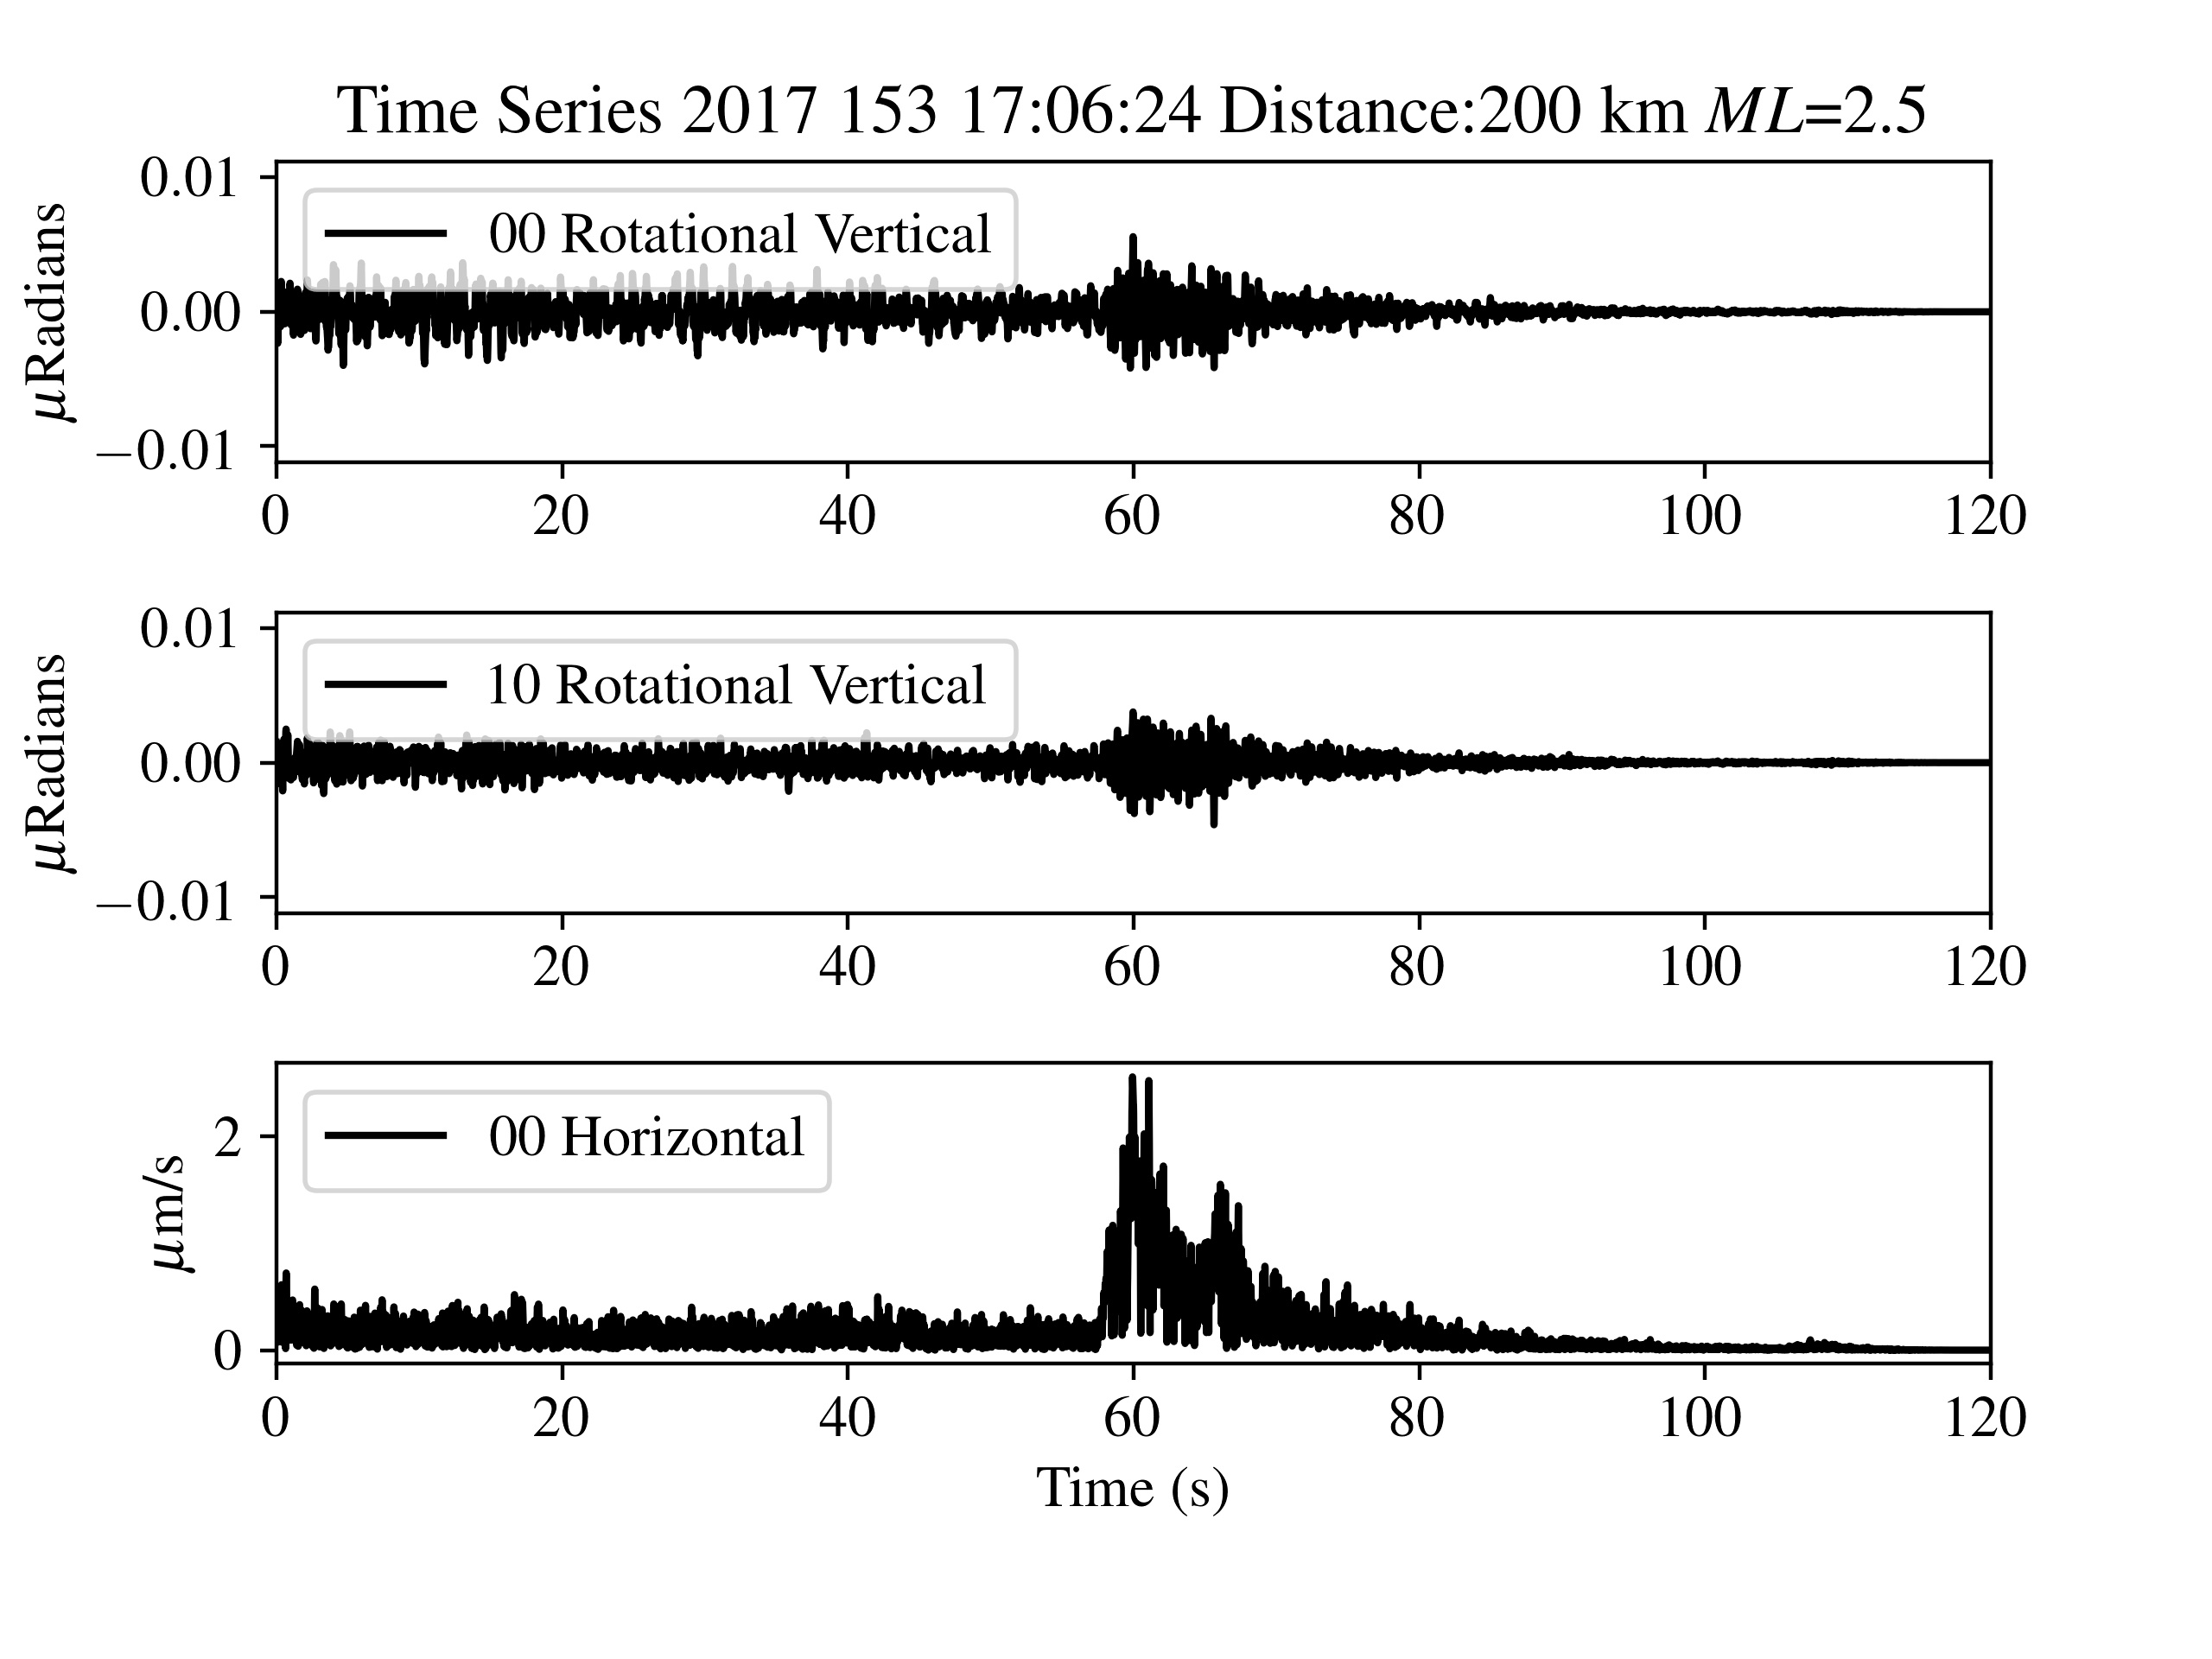 Time Series 2017 153 17:06:24 Distance:200 km ML=2.5
0.01
00 Rotational Vertical
0.00
−0.01
μRadians
0 20 40 60 80 100 120
0.01
10 Rotational Vertical
0.00
−0.01
μRadians
0 20 40 60 80 100 120
2
00 Horizontal
0
μm/s
0 20 40 60 80 100 120
Time (s)